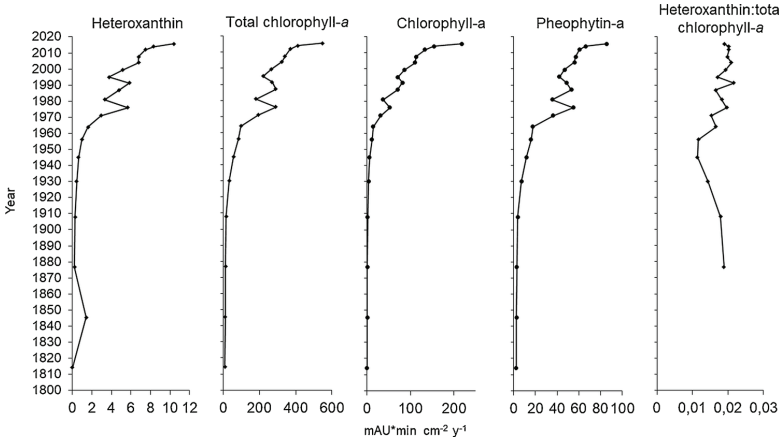 Heteroxanthin
Total chlorophyll-a
Chlorophyll-a
Pheophytin-a
Heteroxanthin:tota
chlorophyll-a
Year
2020
2010
2000
1990
1980
1970
1960
1950
1940
1930
1920
1910
1900
1890
1880
1870
1860
1850
1840
1830
1820
1810
1800
0 2 4 6 8 10 12
0 200 400 600
0 100 200
0 20 40 60 80 100
0 0,01 0,02 0,03
mAU*min cm-2 y-1